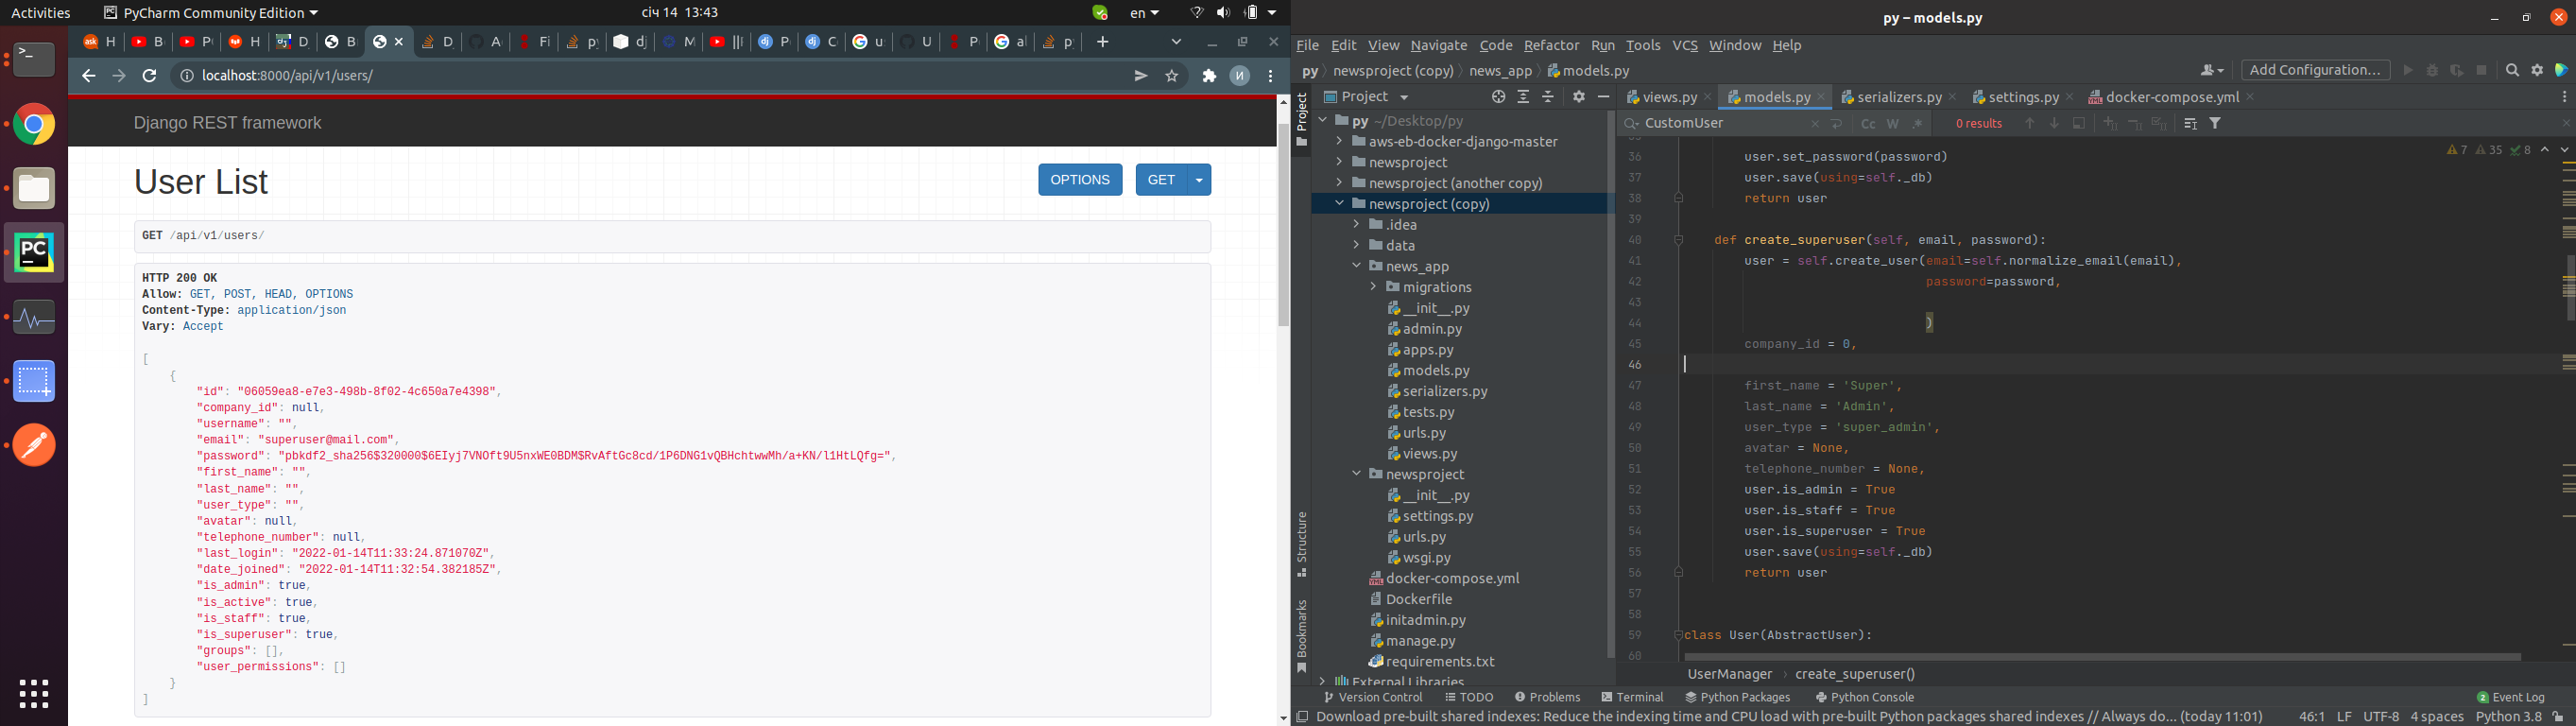 Activities
PyCharm Community Edition
січ 14 13:43
en
py – models.py
localhost:8000/api/v1/users/
Django REST framework
User List
OPTIONS
GET
GET /api/v1/users/
HTTP 200 OK
Allow: GET, POST, HEAD, OPTIONS
Content-Type: application/json
Vary: Accept
[
{
"id": "06059ea8-e7e3-498b-8f02-4c650a7e4398",
"company_id": null,
"username": "",
"email": "superuser@mail.com",
"password": "pbkdf2_sha256$320000$6EIyj7VNOft9U5nxWE0BDM$RvAftGc8cd/1P6DNG1vQBHchtwwMh/a+KN/l1HtLQfg=",
"first_name": "",
"last_name": "",
"user_type": "",
"avatar": null,
"telephone_number": null,
"last_login": "2022-01-14T11:33:24.871070Z",
"date_joined": "2022-01-14T11:32:54.382185Z",
"is_admin": true,
"is_active": true,
"is_staff": true,
"is_superuser": true,
"groups": [],
"user_permissions": []
}
]
File Edit View Navigate Code Refactor Run Tools VCS Window Help
py newsproject (copy) news_app models.py
Add Configuration...
Project
views.py models.py serializers.py settings.py docker-compose.yml
CustomUser
Cc W .*
0 results
7 35 8
Project
Structure
Bookmarks
py ~/Desktop/py
aws-eb-docker-django-master
newsproject
newsproject (another copy)
newsproject (copy)
.idea
data
news_app
migrations
__init__.py
admin.py
apps.py
models.py
serializers.py
tests.py
urls.py
views.py
newsproject
__init__.py
settings.py
urls.py
wsgi.py
docker-compose.yml
Dockerfile
initadmin.py
manage.py
requirements.txt
External Libraries
36 user.set_password(password)
37 user.save(using=self._db)
38 return user
39
40 def create_superuser(self, email, password):
41 user = self.create_user(email=self.normalize_email(email),
42 password=password,
43
44 )
45 company_id = 0,
46
47 first_name = 'Super',
48 last_name = 'Admin',
49 user_type = 'super_admin',
50 avatar = None,
51 telephone_number = None,
52 user.is_admin = True
53 user.is_staff = True
54 user.is_superuser = True
55 user.save(using=self._db)
56 return user
57
58
59 class User(AbstractUser):
60
UserManager create_superuser()
Version Control TODO Problems Terminal Python Packages Python Console
2 Event Log
Download pre-built shared indexes: Reduce the indexing time and CPU load with pre-built Python packages shared indexes // Always do... (today 11:01)
46:1 LF UTF-8 4 spaces Python 3.8